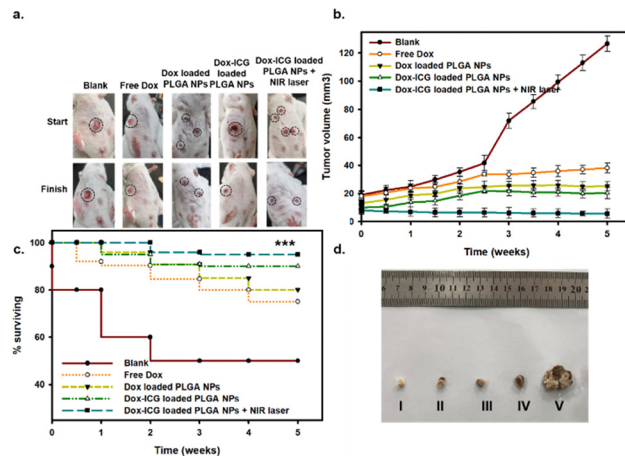 a.
Blank
Free Dox
Dox loaded
PLGA NPs
Dox-ICG
loaded
PLGA NPs
Dox-ICG loaded
PLGA NPs +
NIR laser
Start
Finish
b.
Tumor volume (mm3)
120
100
80
60
40
20
0
0
1
2
3
4
5
Time (weeks)
Blank
Free Dox
Dox loaded PLGA NPs
Dox-ICG loaded PLGA NPs
Dox-ICG loaded PLGA NPs + NIR laser
c.
% surviving
100
80
60
40
***
Blank
Free Dox
Dox loaded PLGA NPs
Dox-ICG loaded PLGA NPs
Dox-ICG loaded PLGA NPs + NIR laser
0
1
2
3
4
5
Time (weeks)
d.
6 7 8 9 10 11 12 13 14 15 16 17 18 19 20
I II III IV V